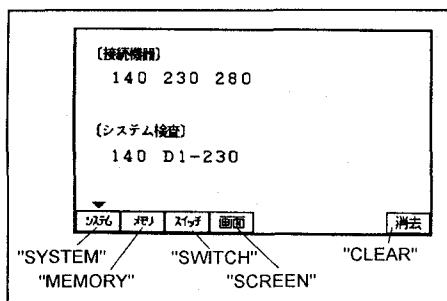 〔接続機器〕
140 230 280
〔システム検査〕
140 D1-230
システム メモリ スイッチ 画面 消去
"SYSTEM" "SWITCH" "CLEAR"
"MEMORY" "SCREEN"